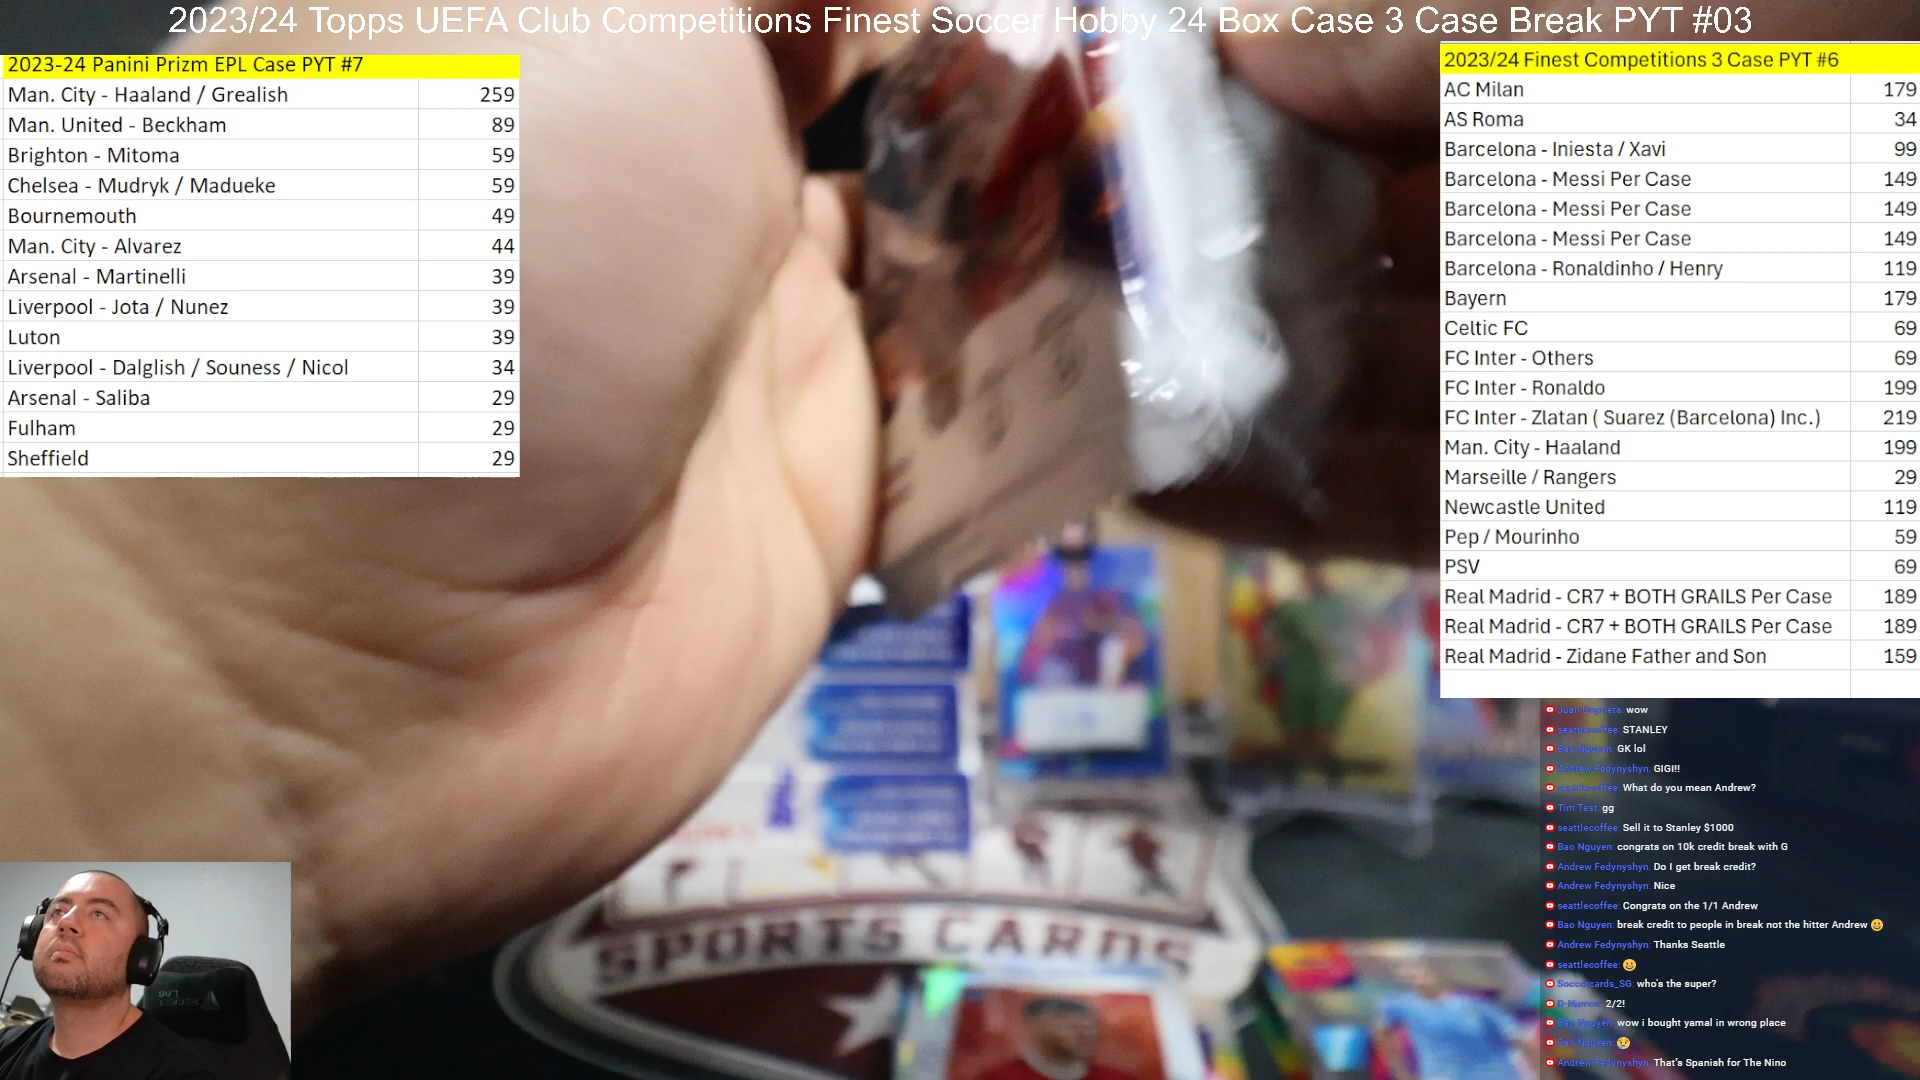 2023/24 Topps UEFA Club Competitions Finest Soccer Hobby 24 Box Case 3 Case Break PYT #03
2023-24 Panini Prizm EPL Case PYT #7
Man. City - Haaland / Grealish 259
Man. United - Beckham 89
Brighton - Mitoma 59
Chelsea - Mudryk / Madueke 59
Bournemouth 49
Man. City - Alvarez 44
Arsenal - Martinelli 39
Liverpool - Jota / Nunez 39
Luton 39
Liverpool - Dalglish / Souness / Nicol 34
Arsenal - Saliba 29
Fulham 29
Sheffield 29
2023/24 Finest Competitions 3 Case PYT #6
AC Milan 179
AS Roma 34
Barcelona - Iniesta / Xavi 99
Barcelona - Messi Per Case 149
Barcelona - Messi Per Case 149
Barcelona - Messi Per Case 149
Barcelona - Ronaldinho / Henry 119
Bayern 179
Celtic FC 69
FC Inter - Others 69
FC Inter - Ronaldo 199
FC Inter - Zlatan ( Suarez (Barcelona) Inc.) 219
Man. City - Haaland 199
Marseille / Rangers 29
Newcastle United 119
Pep / Mourinho 59
PSV 69
Real Madrid - CR7 + BOTH GRAILS Per Case 189
Real Madrid - CR7 + BOTH GRAILS Per Case 189
Real Madrid - Zidane Father and Son 159
Juan wow
seattlecoffee: STANLEY
Bao Nguyen: GK lol
Andrew Fedynyshyn: GIGI!!
seattlecoffee: What do you mean Andrew?
Tim Test: gg
seattlecoffee: Sell it to Stanley $1000
Bao Nguyen: congrats on 10k credit break with G
Andrew Fedynyshyn: Do I get break credit?
Andrew Fedynyshyn: Nice
seattlecoffee: Congrats on the 1/1 Andrew
Bao Nguyen: break credit to people in break not the hitter Andrew 😀
Andrew Fedynyshyn: Thanks Seattle
seattlecoffee: 😀
Soccercards_SG: who's the super?
2/2!
Bao Nguyen: wow i bought yamal in wrong place
Bao Nguyen: 😢
Andrew Fedynyshyn: That's Spanish for The Nino
SPORTS CARDS